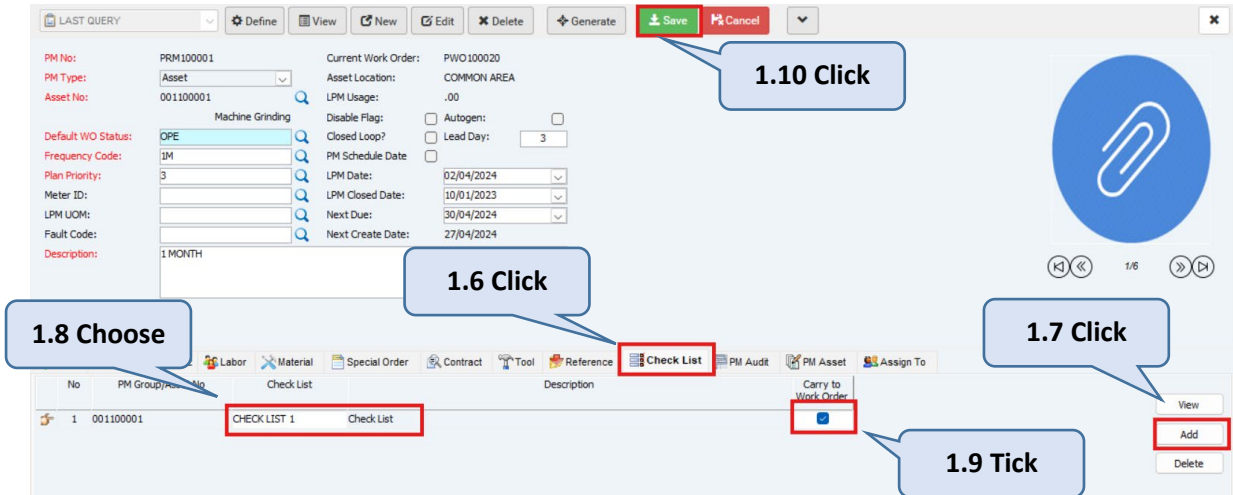 LAST QUERY Define View New Edit Delete Generate Save Cancel
1.10 Click
PM No: PRM100001 Current Work Order: PWO100020
PM Type: Asset Asset Location: COMMON AREA
Asset No: 001100001 LPM Usage: .00
Machine Grinding Disable Flag: Autogen:
Default WO Status: OPE Closed Loop? Lead Day: 3
Frequency Code: 1M PM Schedule Date
Plan Priority: 3 LPM Date: 02/04/2024
Meter ID: LPM Closed Date: 10/01/2023
LPM UOM: Next Due: 30/04/2024
Fault Code: Next Create Date: 27/04/2024
Description: 1 MONTH
1/6
1.6 Click
1.8 Choose
1.7 Click
Labor Material Special Order Contract Tool Reference Check List PM Audit PM Asset Assign To
No PM Group/Asset No Check List Description Carry to
Work Order
View
1 001100001 CHECK LIST 1 Check List
Add
1.9 Tick
Delete